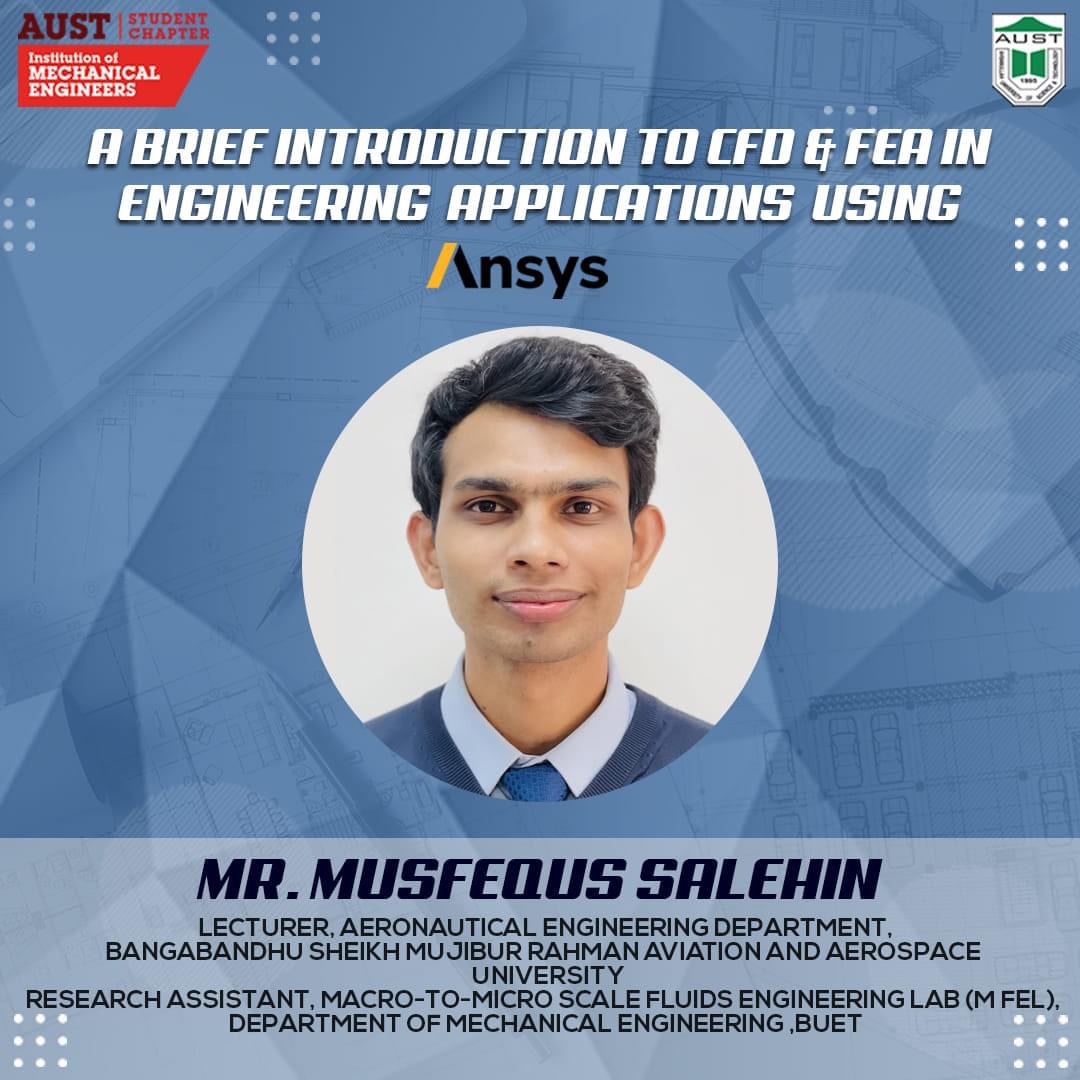 AUST STUDENT
CHAPTER
Institution of
MECHANICAL
ENGINEERS
AUST
1995
A BRIEF INTRODUCTION TO CFD & FEA IN
ENGINEERING APPLICATIONS USING
Ansys
MR. MUSFEQUS SALEHIN
LECTURER, AERONAUTICAL ENGINEERING DEPARTMENT,
BANGABANDHU SHEIKH MUJIBUR RAHMAN AVIATION AND AEROSPACE
UNIVERSITY
RESEARCH ASSISTANT, MACRO-TO-MICRO SCALE FLUIDS ENGINEERING LAB (M FEL),
DEPARTMENT OF MECHANICAL ENGINEERING ,BUET